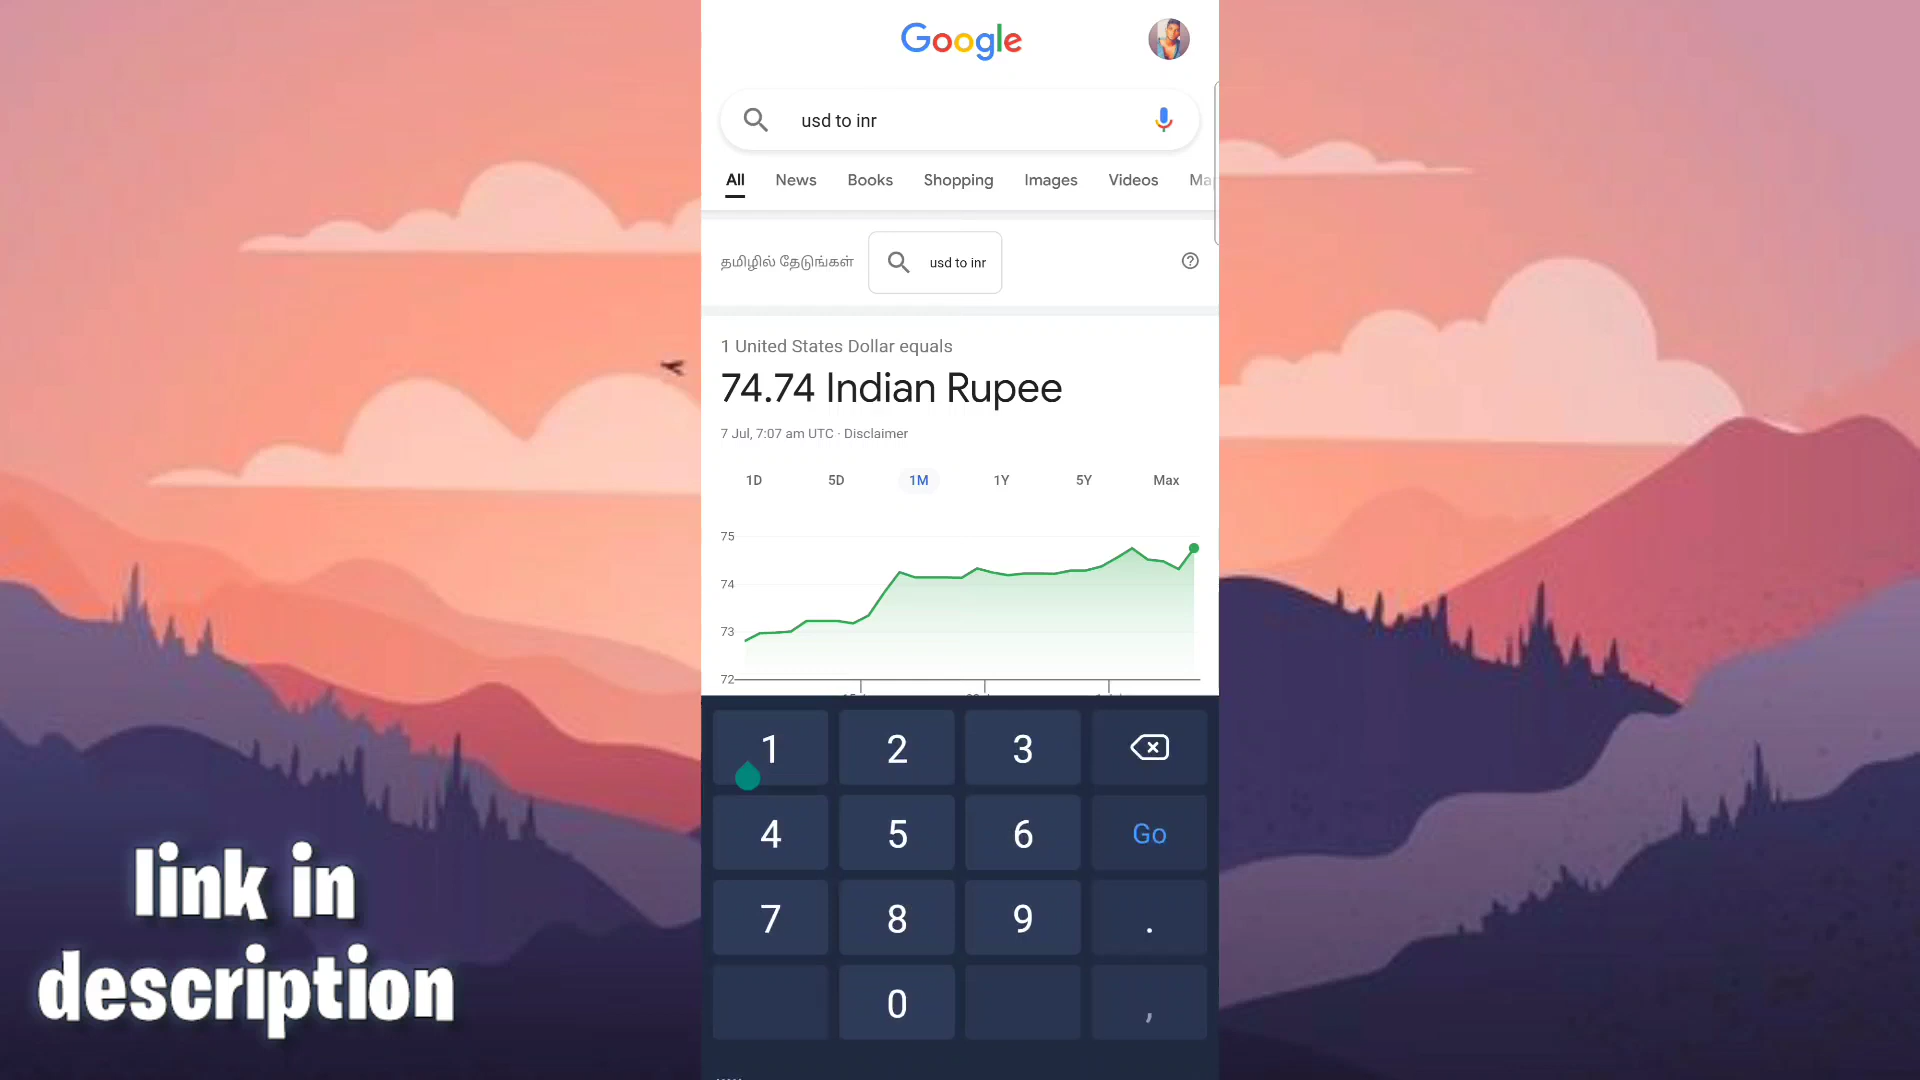 Google
usd to inr
All News Books Shopping Images Videos
தமிழில் தேடுங்கள் usd to inr
1 United States Dollar equals
74.74 Indian Rupee
7 Jul, 7:07 am UTC · Disclaimer
1D 5D 1M 1Y 5Y Max
75
74
73
72
1 2 3
4 5 6 Go
7 8 9 .
0 ,
link in
description